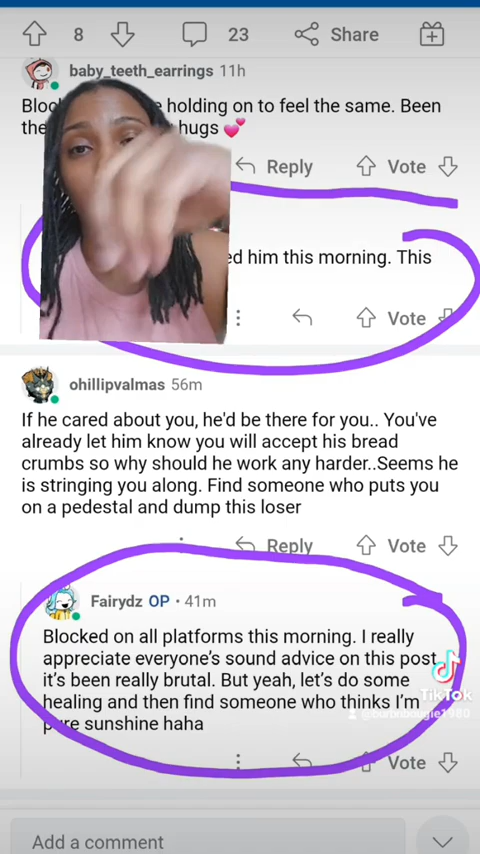 8
23
Share
baby_teeth_earrings 11h
holding on to feel the same. Been
hugs 💕
Reply
Vote
him this morning. This
Vote
ohillipvalmas 56m
If he cared about you, he'd be there for you.. You've
already let him know you will accept his bread
crumbs so why should he work any harder..Seems he
is stringing you along. Find someone who puts you
on a pedestal and dump this loser
Reply
Vote
Fairydz OP • 41m
Blocked on all platforms this morning. I really
appreciate everyone's sound advice on this post
it's been really brutal. But yeah, let's do some
healing and then find someone who thinks I'm
pure sunshine haha
TikTok
Vote
Add a comment